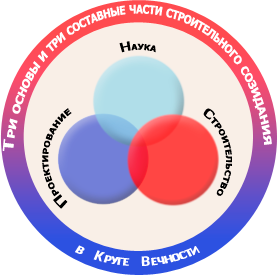 Три основы и три составные части строительного созидания
Наука
Проектирование
Строительство
в Круге Вечности